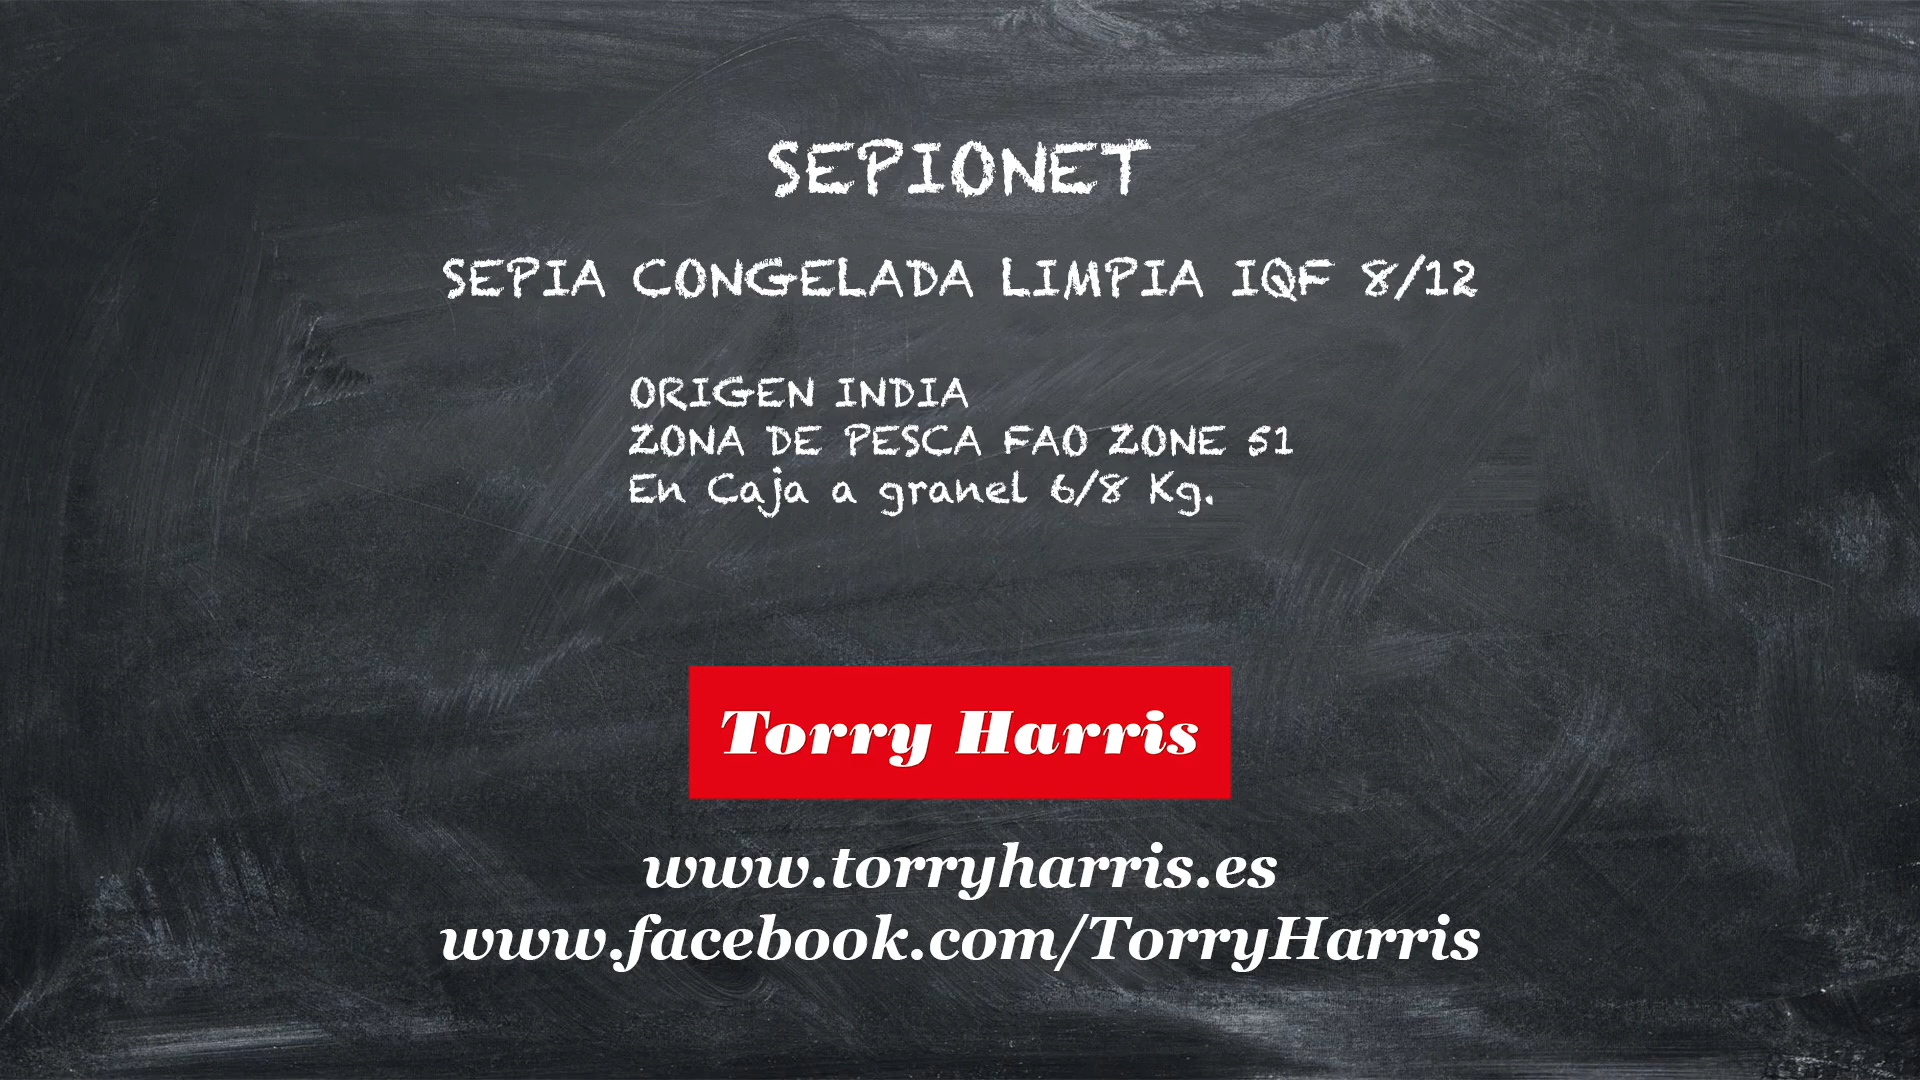 SEPIONET
SEPIA CONGELADA LIMPIA IQF 8/12
ORIGEN INDIA
ZONA DE PESCA FAO ZONE 51
En Caja a granel 6/8 Kg.
Torry Harris
www.torryharris.es
www.facebook.com/TorryHarris